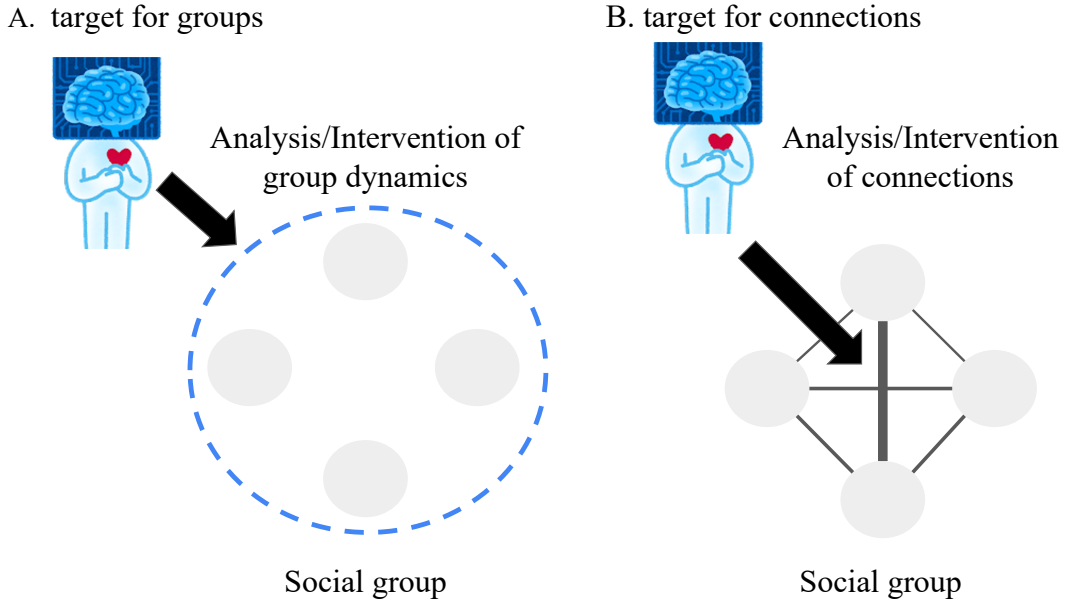 A. target for groups
Analysis/Intervention of
group dynamics
Social group
B. target for connections
Analysis/Intervention
of connections
Social group